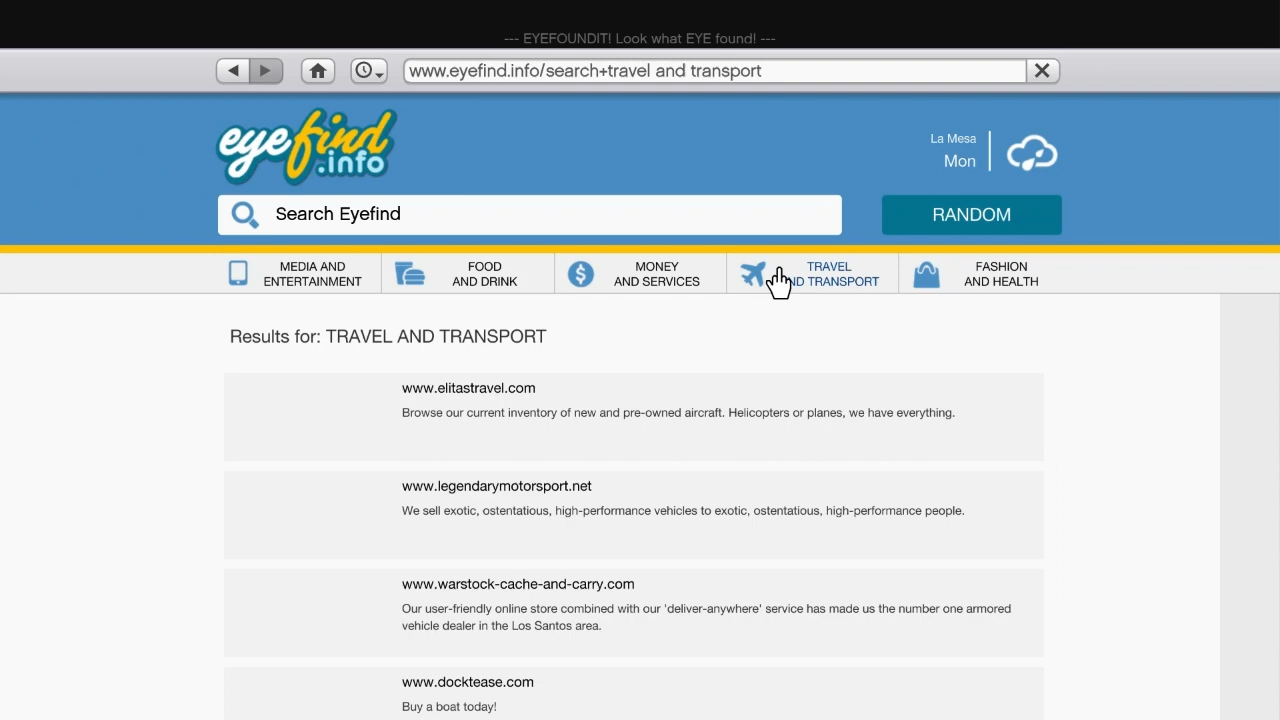 --- EYEFOUNDIT! Look what EYE found! ---
www.eyefind.info/search+travel and transport
eyefind
.info
La Mesa
Mon
Search Eyefind
RANDOM
MEDIA AND
ENTERTAINMENT
FOOD
AND DRINK
MONEY
AND SERVICES
TRAVEL
ND TRANSPORT
FASHION
AND HEALTH
Results for: TRAVEL AND TRANSPORT
www.elitastravel.com
Browse our current inventory of new and pre-owned aircraft. Helicopters or planes, we have everything.
www.legendarymotorsport.net
We sell exotic, ostentatious, high-performance vehicles to exotic, ostentatious, high-performance people.
www.warstock-cache-and-carry.com
Our user-friendly online store combined with our 'deliver-anywhere' service has made us the number one armored
vehicle dealer in the Los Santos area.
www.docktease.com
Buy a boat today!